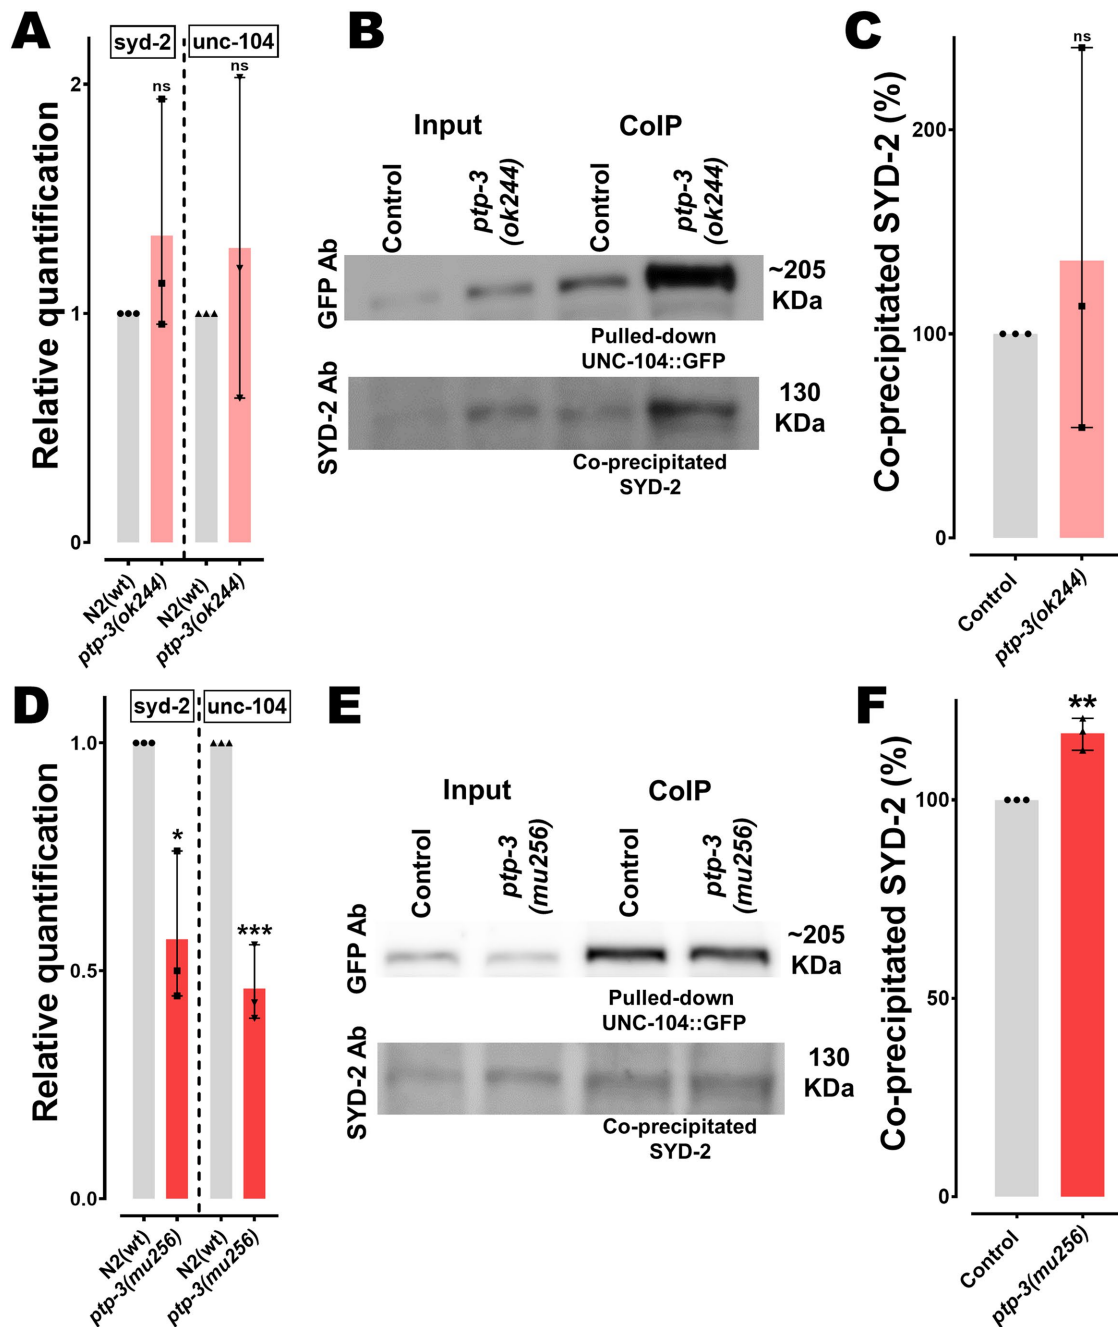 A
syd-2
unc-104
Relative quantification
2
1
0
ns
ns
N2(wt)
ptp-3(ok244)
N2(wt)
ptp-3(ok244)
B
Input
CoIP
Control
ptp-3
(ok244)
Control
ptp-3
(ok244)
GFP Ab
~205
KDa
Pulled-down
UNC-104::GFP
SYD-2 Ab
130
KDa
Co-precipitated
SYD-2
C
Co-precipitated SYD-2 (%)
200
100
0
ns
Control
ptp-3(ok244)
D
syd-2
unc-104
Relative quantification
1.0
0.5
0.0
*
***
N2(wt)
ptp-3(mu256)
N2(wt)
ptp-3(mu256)
E
Input
CoIP
Control
ptp-3
(mu256)
Control
ptp-3
(mu256)
GFP Ab
~205
KDa
Pulled-down
UNC-104::GFP
SYD-2 Ab
130
KDa
Co-precipitated
SYD-2
F
Co-precipitated SYD-2 (%)
100
50
0
**
Control
ptp-3(mu256)